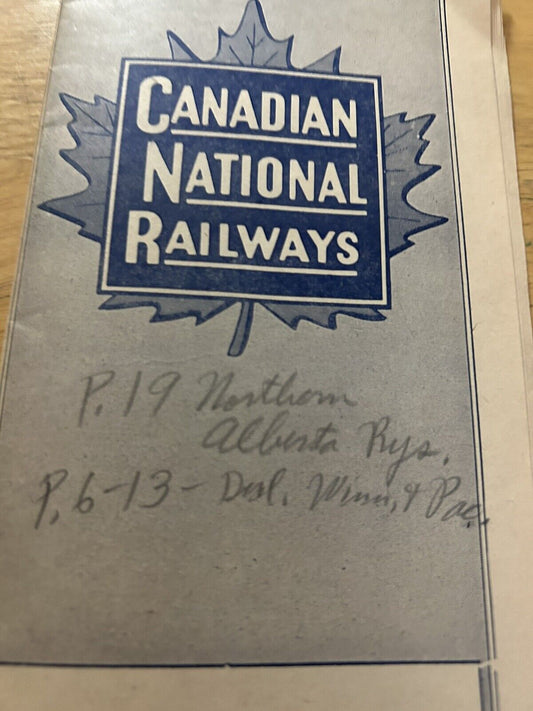 CANADIAN
NATIONAL
RAILWAYS
P. 19 Northern
Alberta Rys.
P. 6-13 - Dul. Winn, & Pac.